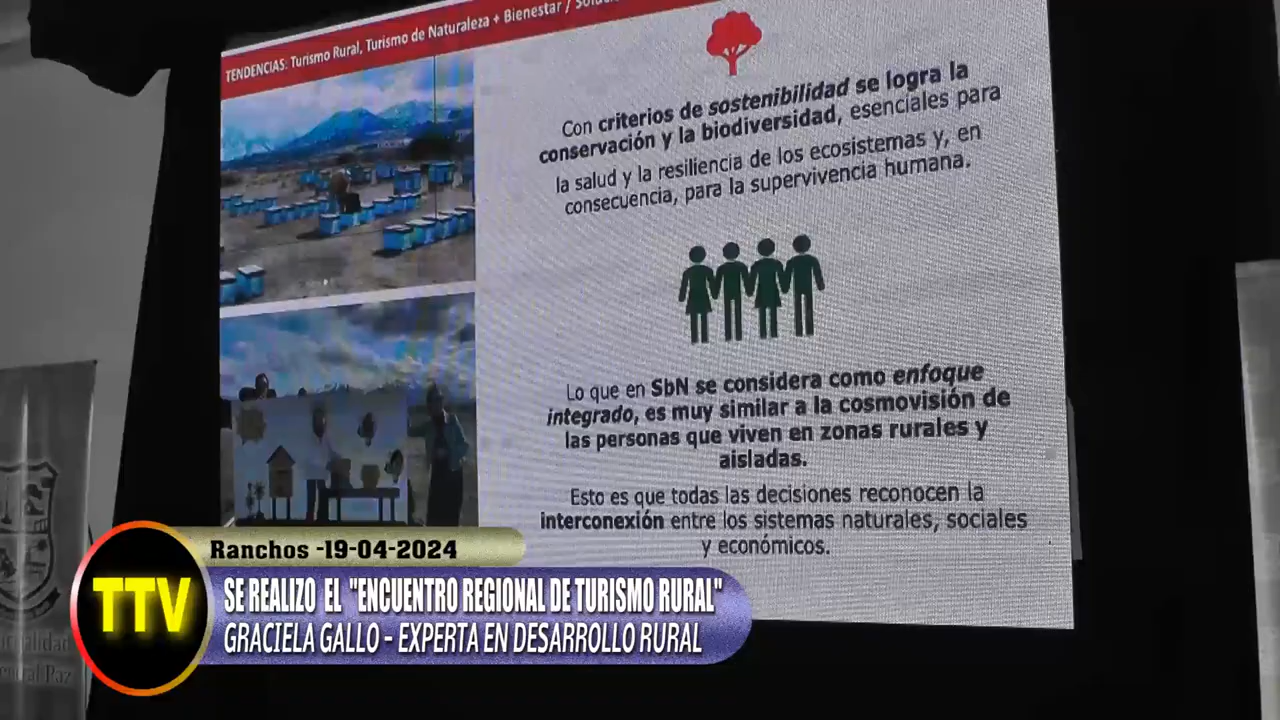 TENDENCIAS: Turismo Rural, Turismo de Naturaleza + Bienestar /
Con criterios de sostenibilidad se logra la
conservación y la biodiversidad, esenciales para
la salud y la resiliencia de los ecosistemas y, en
consecuencia, para la supervivencia humana.
Lo que en SbN se considera como enfoque
integrado, es muy similar a la cosmovisión de
las personas que viven en zonas rurales y
aisladas.
Esto es que todas las decisiones reconocen la
interconexión entre los sistemas naturales, sociales
y económicos.
Ranchos -19-04-2024
TTV
SE REALIZO EL "ENCUENTRO REGIONAL DE TURISMO RURAL"
GRACIELA GALLO - EXPERTA EN DESARROLLO RURAL
Paz